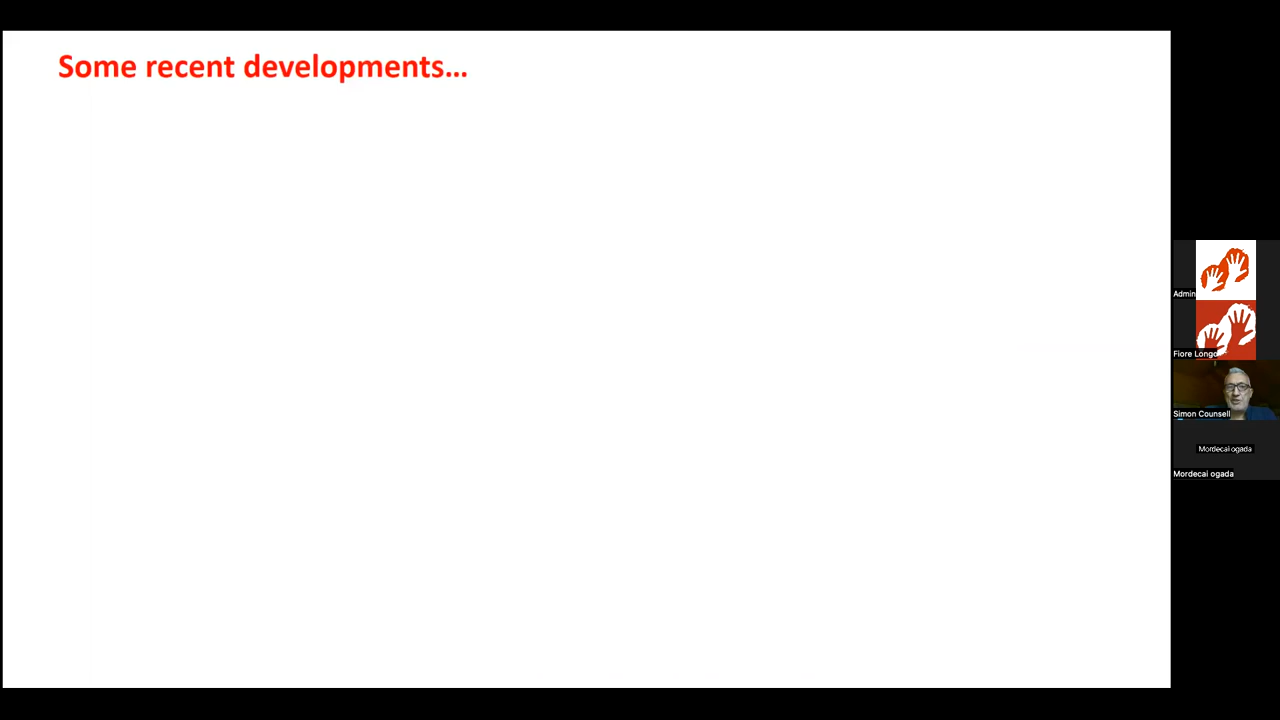 Some recent developments...
Admin
Fiore Longo
Simon Counsell
Mordecai ogada
Mordecai ogada